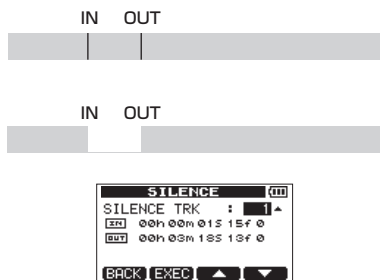 IN OUT
IN OUT
SILENCE
SILENCE TRK : 1
IN 00h 00m 01s 15f 0
OUT 00h 03m 18s 13f 0
BACK EXEC